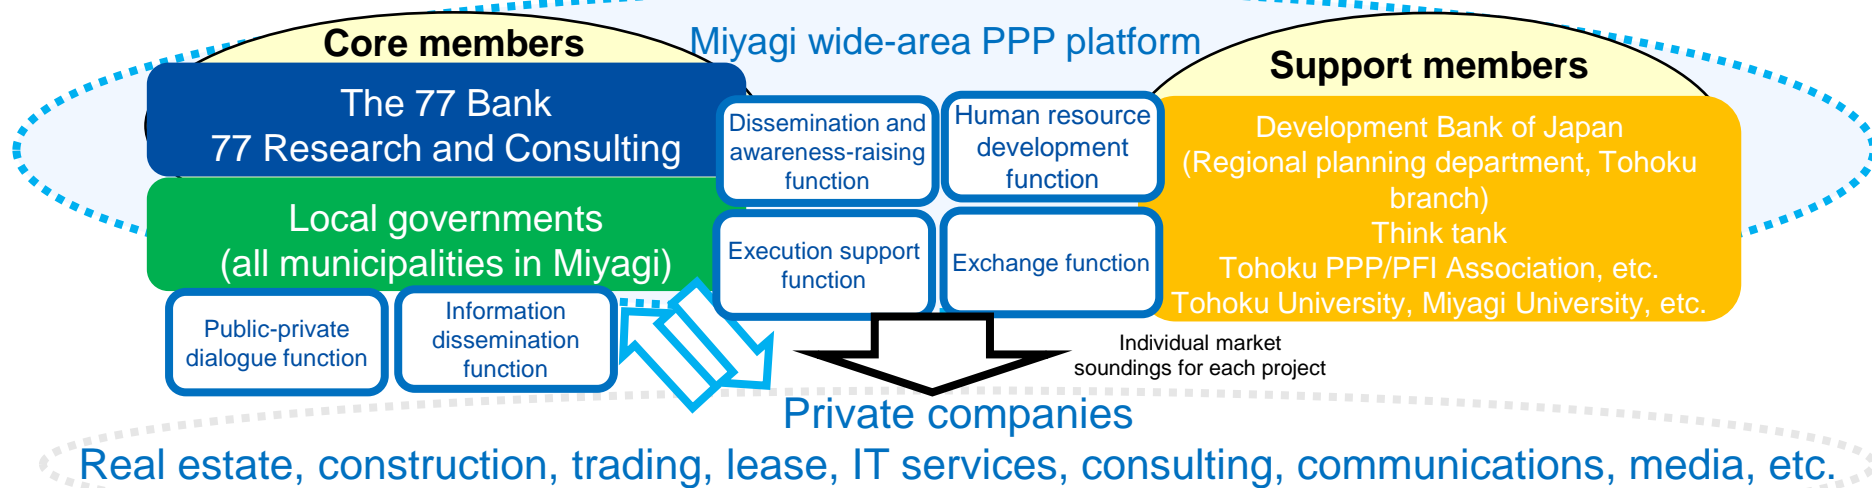 Miyagi wide-area PPP platform
Core members
The 77 Bank
77 Research and Consulting
Local governments
(all municipalities in Miyagi)
Public-private
dialogue function
Information
dissemination
function
Dissemination and
awareness-raising
function
Human resource
development
function
Execution support
function
Exchange function
Support members
Development Bank of Japan
(Regional planning department, Tohoku
branch)
Think tank
Tohoku PPP/PFI Association, etc.
Tohoku University, Miyagi University, etc.
Individual market
soundings for each project
Private companies
Real estate, construction, trading, lease, IT services, consulting, communications, media, etc.